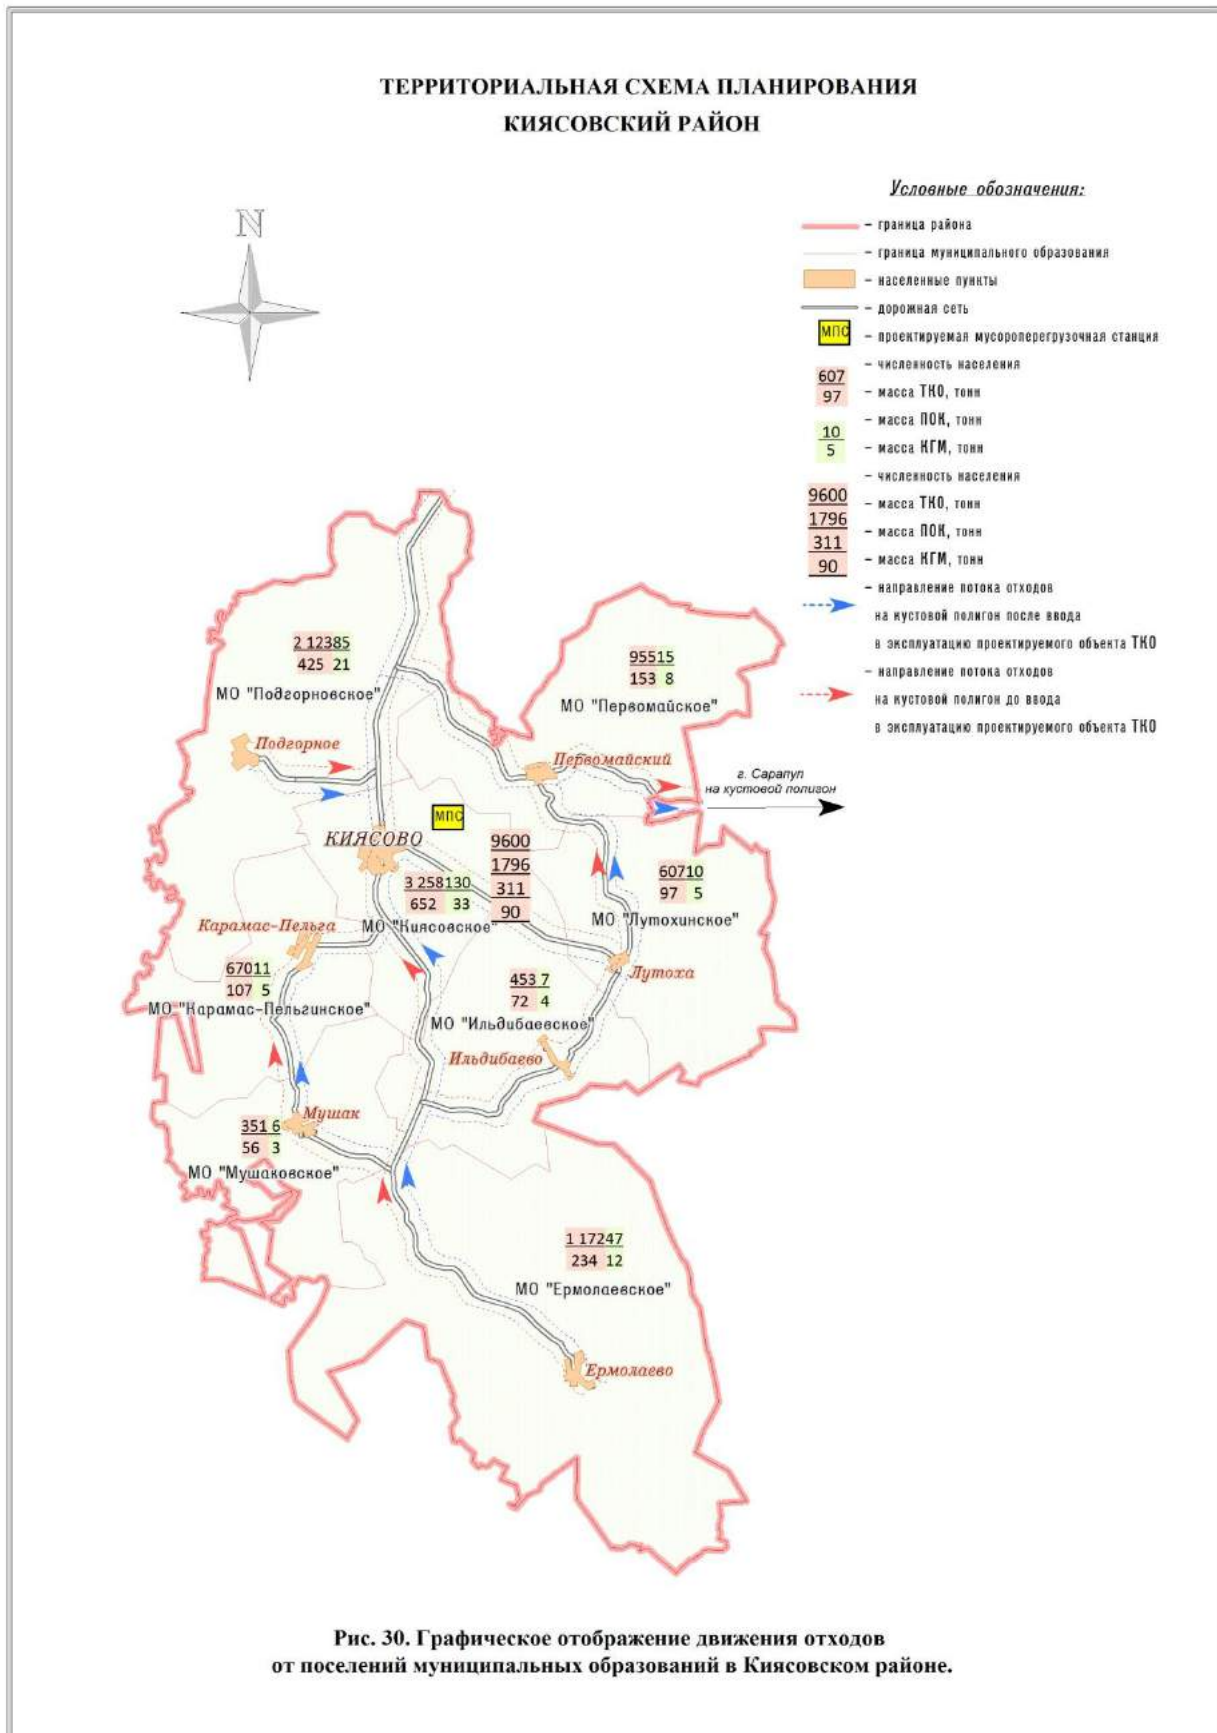 ТЕРРИТОРИАЛЬНАЯ СХЕМА ПЛАНИРОВАНИЯ
КИЯСОВСКИЙ РАЙОН
Условные обозначения:
– граница района
– граница муниципального образования
– населенные пункты
– дорожная сеть
МПС – проектируемая мусороперегрузочная станция
– численность населения
607
97
– масса ТКО, тонн
– масса ПОК, тонн
10
5
– масса КГМ, тонн
– численность населения
9600
– масса ТКО, тонн
1796
– масса ПОК, тонн
311
– масса КГМ, тонн
90
– направление потока отходов
на кустовой полигон после ввода
в эксплуатацию проектируемого объекта ТКО
– направление потока отходов
на кустовой полигон до ввода
в эксплуатацию проектируемого объекта ТКО
N
2 123 85
425 21
МО "Подгорновское"
955 15
153 8
МО "Первомайское"
Подгорное
Первомайский
г. Сарапул
на кустовой полигон
МПС
КИЯСОВО
9600
1796
311
90
3 258 130
652 33
МО "Киясовское"
607 10
97 5
МО "Лутохинское"
Карамас-Пельга
Лутоха
670 11
107 5
МО "Карамас-Пельгинское"
453 7
72 4
МО "Ильдибаевское"
Ильдибаево
Мушак
351 6
56 3
МО "Мушаковское"
1 172 47
234 12
МО "Ермолаевское"
Ермолаево
Рис. 30. Графическое отображение движения отходов
от поселений муниципальных образований в Киясовском районе.